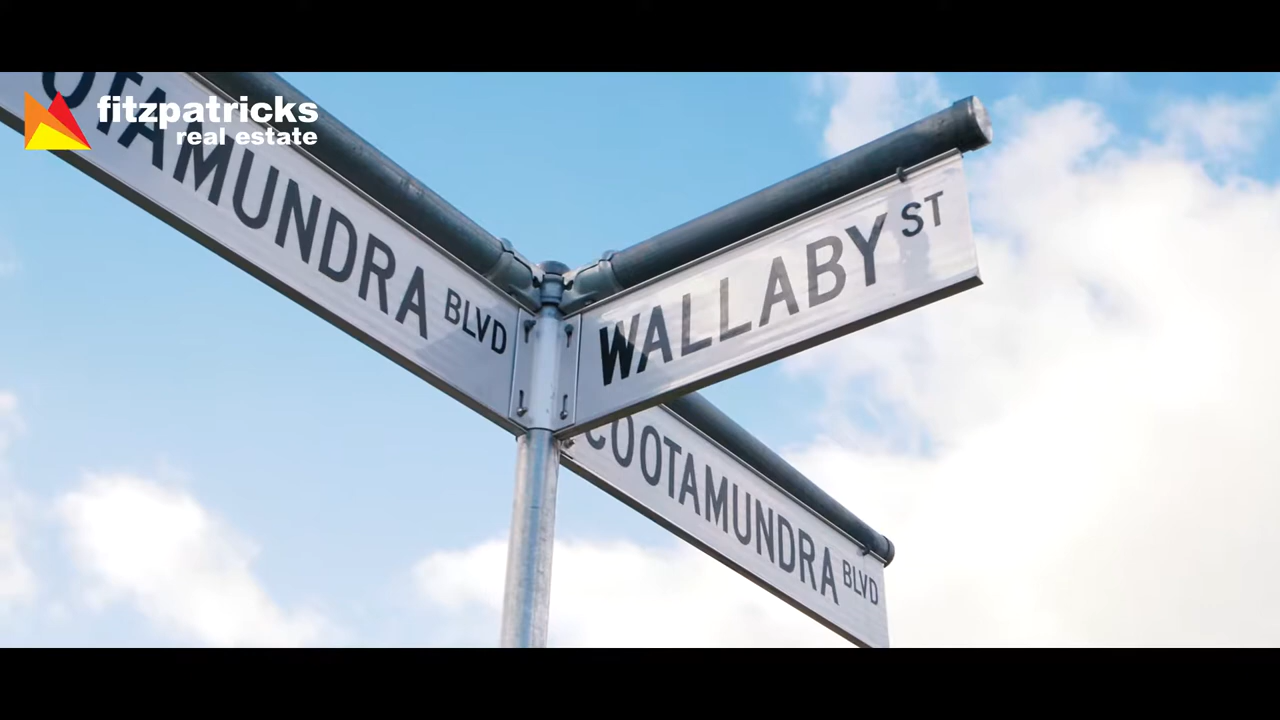 fitzpatricks
real estate
OTAMUNDRA BLVD
WALLABY ST
COOTAMUNDRA BLVD